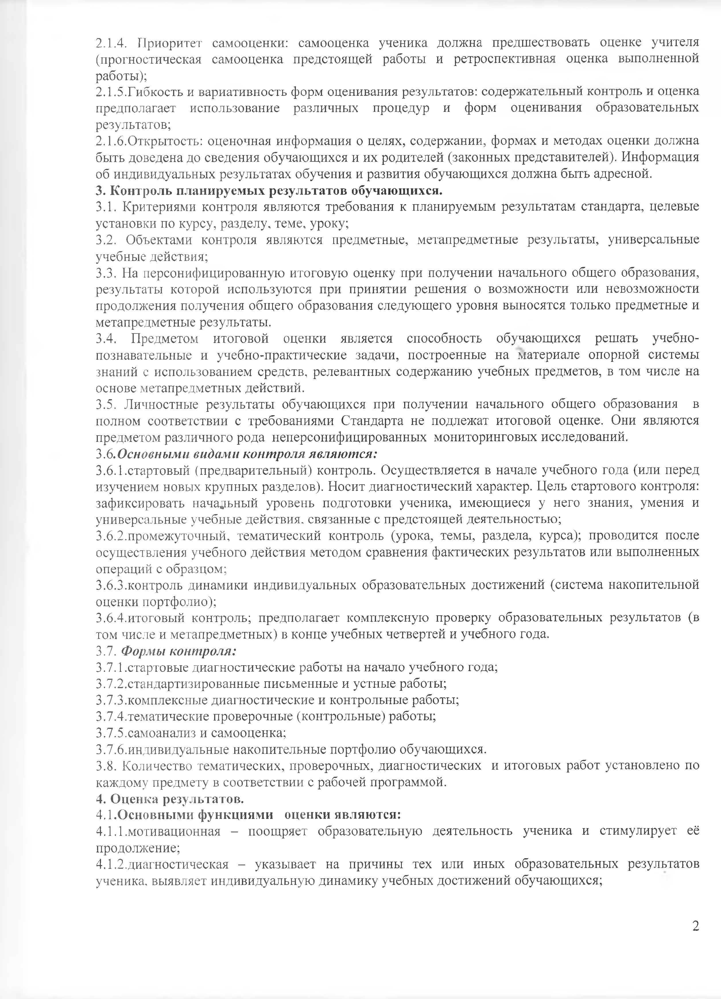 2.1.4. Приоритет самооценки: самооценка ученика должна предшествовать оценке учителя
(прогностическая самооценка предстоящей работы и ретроспективная оценка выполненной
работы);
2.1.5.Гибкость и вариативность форм оценивания результатов: содержательный контроль и оценка
предполагает использование различных процедур и форм оценивания образовательных
результатов;
2.1.6.Открытость: оценочная информация о целях, содержании, формах и методах оценки должна
быть доведена до сведения обучающихся и их родителей (законных представителей). Информация
об индивидуальных результатах обучения и развития обучающихся должна быть адресной.
3. Контроль планируемых результатов обучающихся.
3.1. Критериями контроля являются требования к планируемым результатам стандарта, целевые
установки по курсу, разделу, теме, уроку;
3.2. Объектами контроля являются предметные, метапредметные результаты, универсальные
учебные действия;
3.3. На персонифицированную итоговую оценку при получении начального общего образования,
результаты которой используются при принятии решения о возможности или невозможности
продолжения получения общего образования следующего уровня выносятся только предметные и
метапредметные результаты.
3.4. Предметом итоговой оценки является способность обучающихся решать учебно-
познавательные и учебно-практические задачи, построенные на материале опорной системы
знаний с использованием средств, релевантных содержанию учебных предметов, в том числе на
основе метапредметных действий.
3.5. Личностные результаты обучающихся при получении начального общего образования в
полном соответствии с требованиями Стандарта не подлежат итоговой оценке. Они являются
предметом различного рода неперсонифицированных мониторинговых исследований.
3.6.Основными видами контроля являются:
3.6.1.стартовый (предварительный) контроль. Осуществляется в начале учебного года (или перед
изучением новых крупных разделов). Носит диагностический характер. Цель стартового контроля:
зафиксировать начальный уровень подготовки ученика, имеющиеся у него знания, умения и
универсальные учебные действия, связанные с предстоящей деятельностью;
3.6.2.промежуточный, тематический контроль (урока, темы, раздела, курса); проводится после
осуществления учебного действия методом сравнения фактических результатов или выполненных
операций с образцом;
3.6.3.контроль динамики индивидуальных образовательных достижений (система накопительной
оценки портфолио);
3.6.4.итоговый контроль; предполагает комплексную проверку образовательных результатов (в
том числе и метапредметных) в конце учебных четвертей и учебного года.
3.7. Формы контроля:
3.7.1.стартовые диагностические работы на начало учебного года;
3.7.2.стандартизированные письменные и устные работы;
3.7.3.комплексные диагностические и контрольные работы;
3.7.4.тематические проверочные (контрольные) работы;
3.7.5.самоанализ и самооценка;
3.7.6.индивидуальные накопительные портфолио обучающихся.
3.8. Количество тематических, проверочных, диагностических и итоговых работ установлено по
каждому предмету в соответствии с рабочей программой.
4. Оценка результатов.
4.1.Основными функциями оценки являются:
4.1.1.мотивационная – поощряет образовательную деятельность ученика и стимулирует её
продолжение;
4.1.2.диагностическая – указывает на причины тех или иных образовательных результатов
ученика, выявляет индивидуальную динамику учебных достижений обучающихся;
2